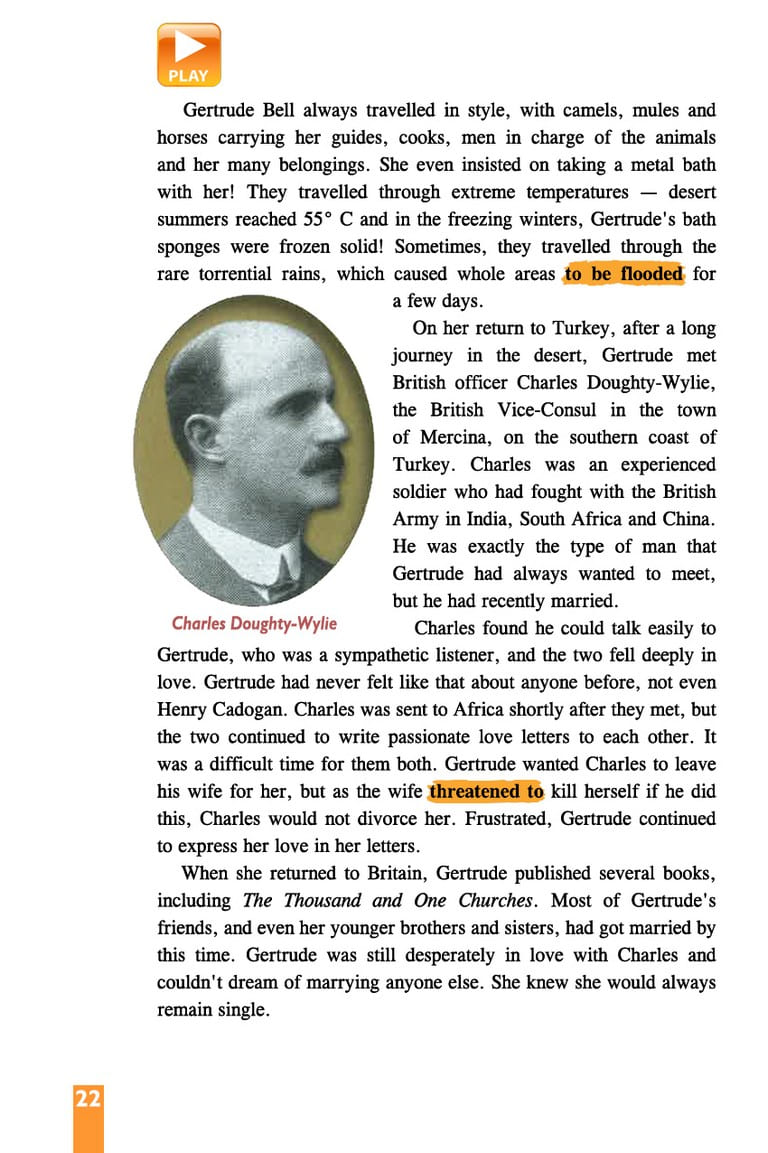 PLAY
Gertrude Bell always travelled in style, with camels, mules and
horses carrying her guides, cooks, men in charge of the animals
and her many belongings. She even insisted on taking a metal bath
with her! They travelled through extreme temperatures — desert
summers reached 55° C and in the freezing winters, Gertrude's bath
sponges were frozen solid! Sometimes, they travelled through the
rare torrential rains, which caused whole areas to be flooded for
a few days.
On her return to Turkey, after a long
journey in the desert, Gertrude met
British officer Charles Doughty-Wylie,
the British Vice-Consul in the town
of Mercina, on the southern coast of
Turkey. Charles was an experienced
soldier who had fought with the British
Army in India, South Africa and China.
He was exactly the type of man that
Gertrude had always wanted to meet,
but he had recently married.
Charles Doughty-Wylie
Charles found he could talk easily to
Gertrude, who was a sympathetic listener, and the two fell deeply in
love. Gertrude had never felt like that about anyone before, not even
Henry Cadogan. Charles was sent to Africa shortly after they met, but
the two continued to write passionate love letters to each other. It
was a difficult time for them both. Gertrude wanted Charles to leave
his wife for her, but as the wife threatened to kill herself if he did
this, Charles would not divorce her. Frustrated, Gertrude continued
to express her love in her letters.
When she returned to Britain, Gertrude published several books,
including The Thousand and One Churches. Most of Gertrude's
friends, and even her younger brothers and sisters, had got married by
this time. Gertrude was still desperately in love with Charles and
couldn't dream of marrying anyone else. She knew she would always
remain single.
22